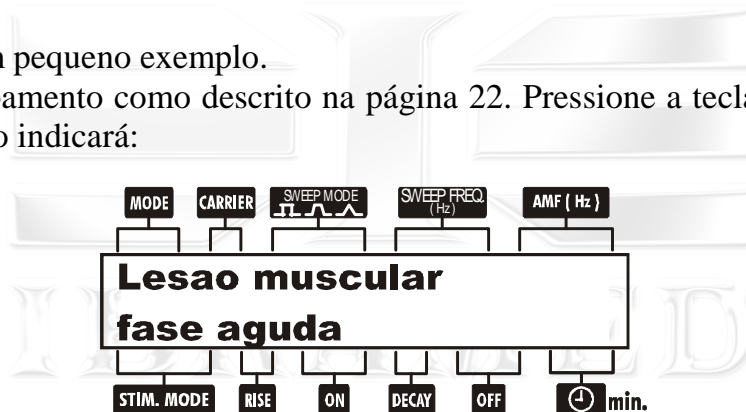 pequeno exemplo.
amento como descrito na página 22. Pressione a tecla
o indicará:
MODE CARRIER SWEEP MODE SWEEP FREQ. (Hz) AMF ( Hz )
Lesao muscular
fase aguda
STIM. MODE RISE ON DECAY OFF min.
IBRAMED